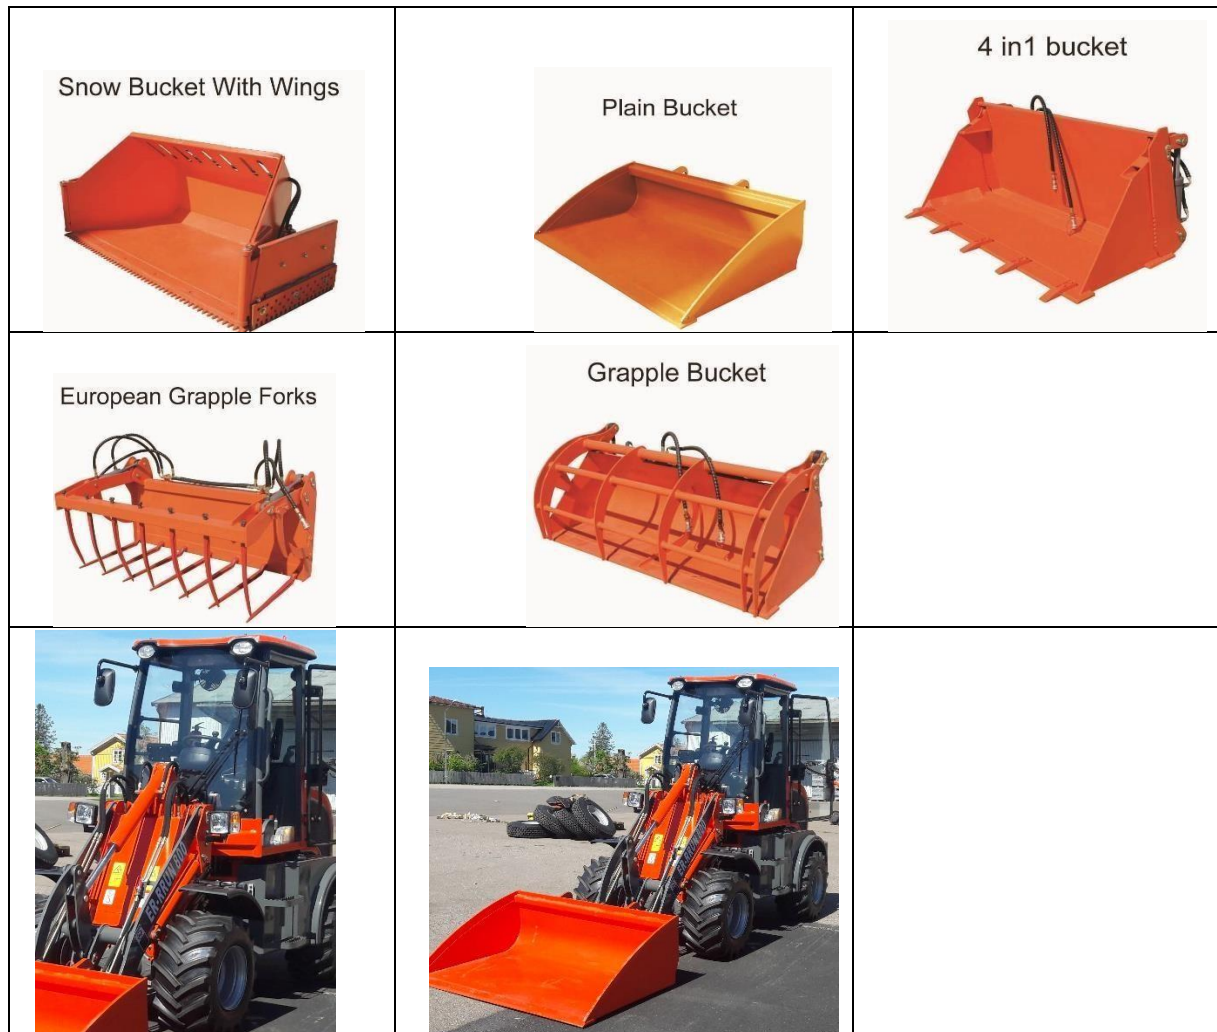 Snow Bucket With Wings
Plain Bucket
4 in1 bucket
European Grapple Forks
Grapple Bucket